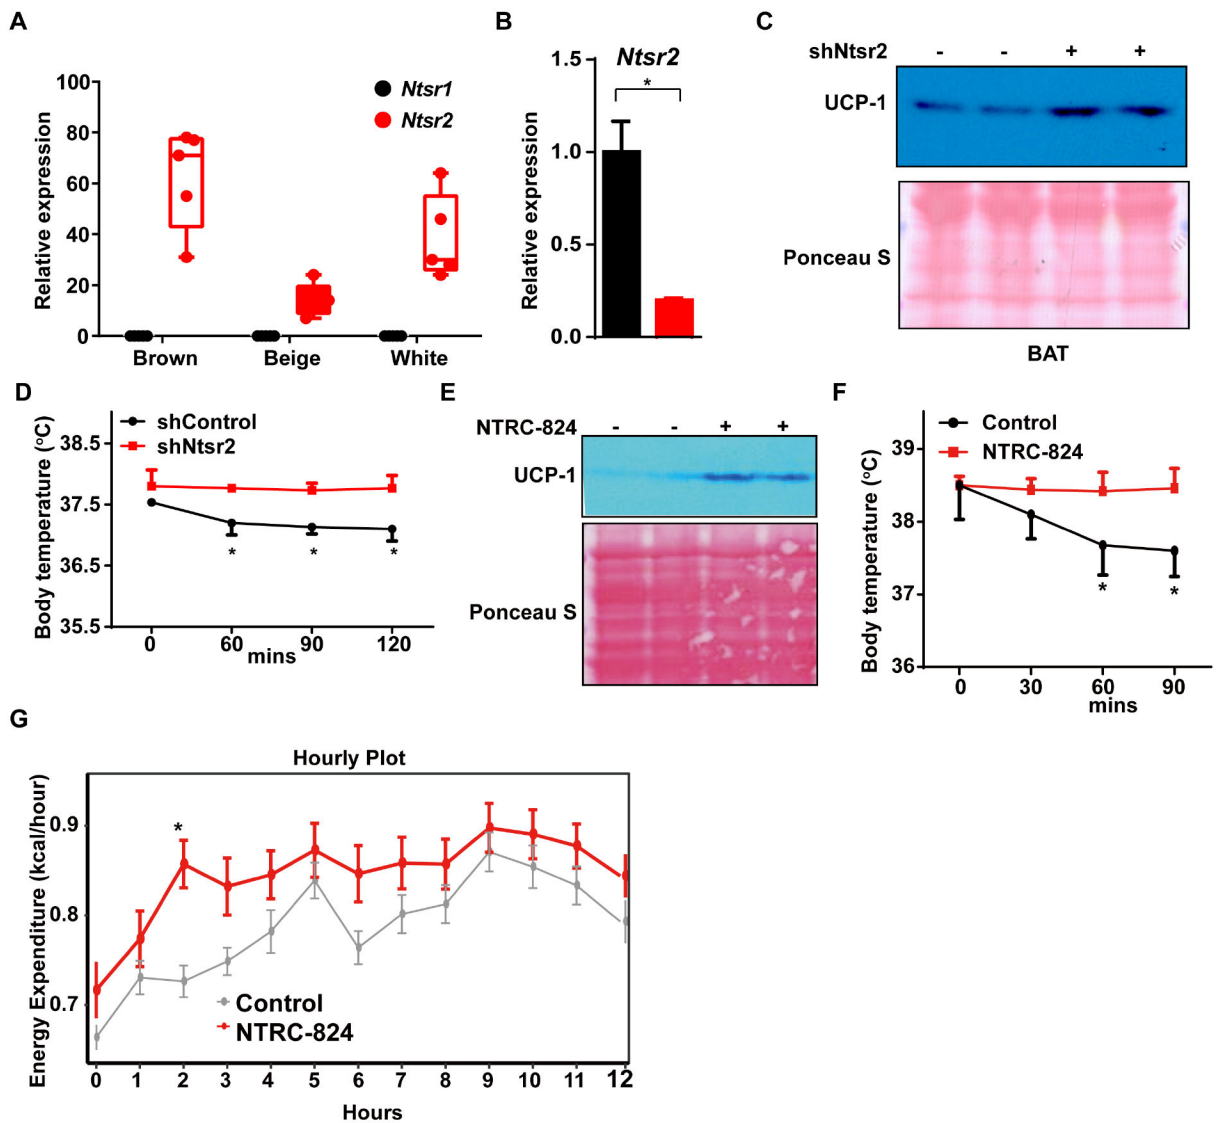 A
Relative expression
100
80
60
40
20
0
Ntsr1
Ntsr2
Brown Beige White
B
Ntsr2
*
Relative expression
1.5
1.0
0.5
0.0
C
shNtsr2 - - + +
UCP-1
Ponceau S
BAT
D
Body temperature (°C)
38.5
37.5
36.5
35.5
shControl
shNtsr2
* * *
0 60 90 120
mins
E
NTRC-824 - - + +
UCP-1
Ponceau S
F
Body temperature (°C)
39
38
37
36
Control
NTRC-824
* *
0 30 60 90
mins
G
Hourly Plot
Energy Expenditure (kcal/hour)
0.9
0.8
0.7
*
Control
NTRC-824
0 1 2 3 4 5 6 7 8 9 10 11 12
Hours